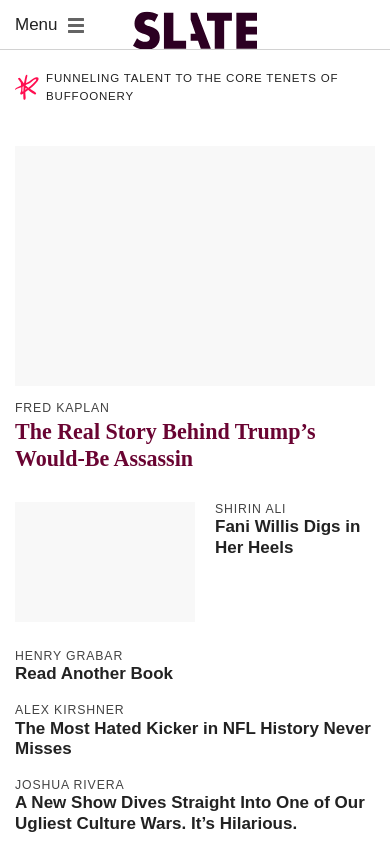 Menu
SLATE
FUNNELING TALENT TO THE CORE TENETS OF
BUFFOONERY
FRED KAPLAN
The Real Story Behind Trump’s
Would-Be Assassin
SHIRIN ALI
Fani Willis Digs in
Her Heels
HENRY GRABAR
Read Another Book
ALEX KIRSHNER
The Most Hated Kicker in NFL History Never
Misses
JOSHUA RIVERA
A New Show Dives Straight Into One of Our
Ugliest Culture Wars. It’s Hilarious.